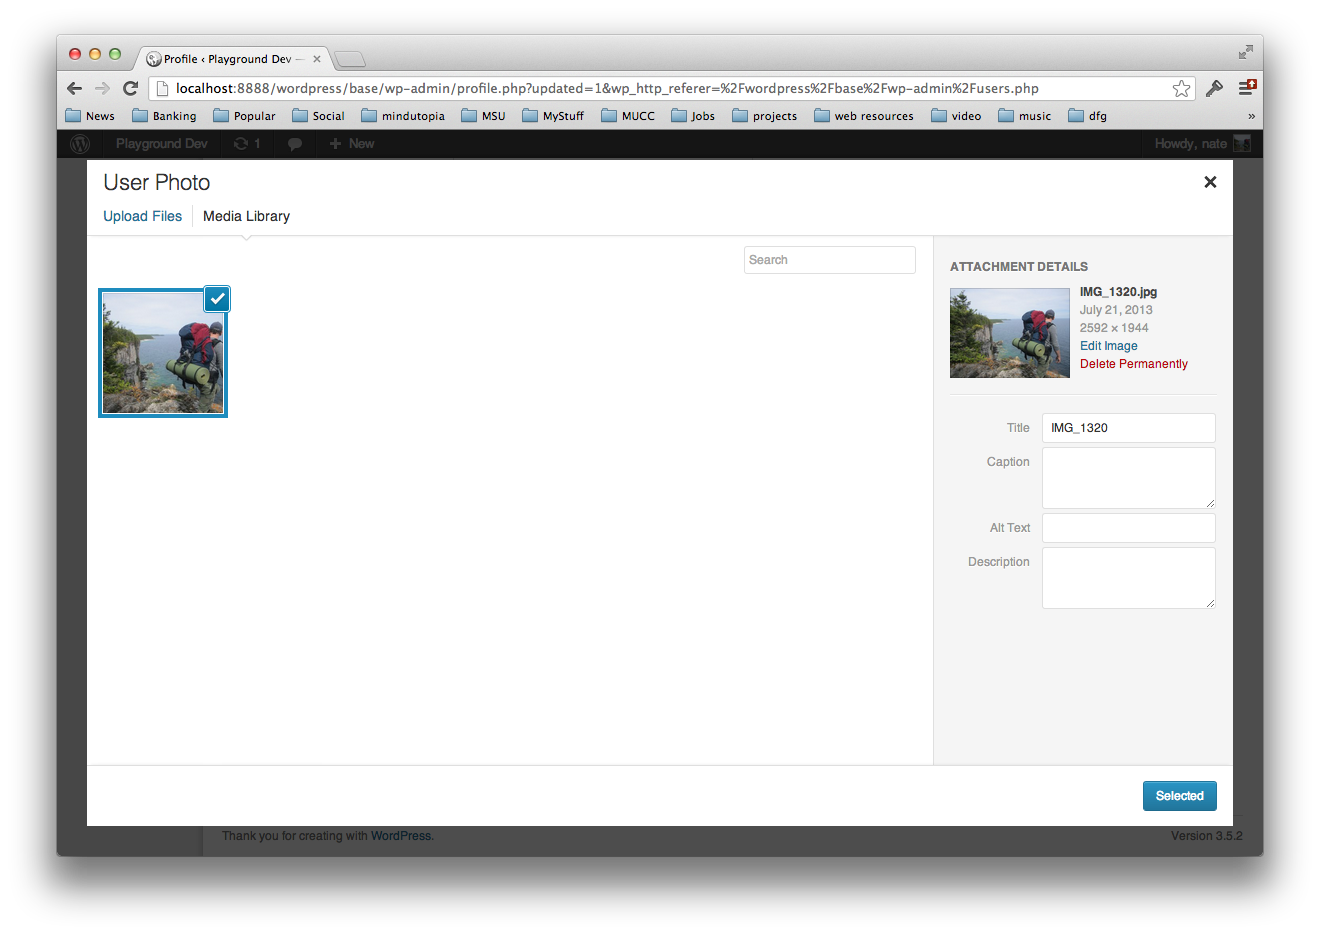 Profile ‹ Playground Dev —
localhost:8888/wordpress/base/wp-admin/profile.php?updated=1&wp_http_referer=%2Fwordpress%2Fbase%2Fwp-admin%2Fusers.php
News Banking Popular Social mindutopia MSU MyStuff MUCC Jobs projects web resources video music dfg »
Playground Dev 1 + New Howdy, nate
User Photo
Upload Files Media Library
Search
ATTACHMENT DETAILS
IMG_1320.jpg
July 21, 2013
2592 × 1944
Edit Image
Delete Permanently
Title IMG_1320
Caption
Alt Text
Description
Selected
Thank you for creating with WordPress. Version 3.5.2